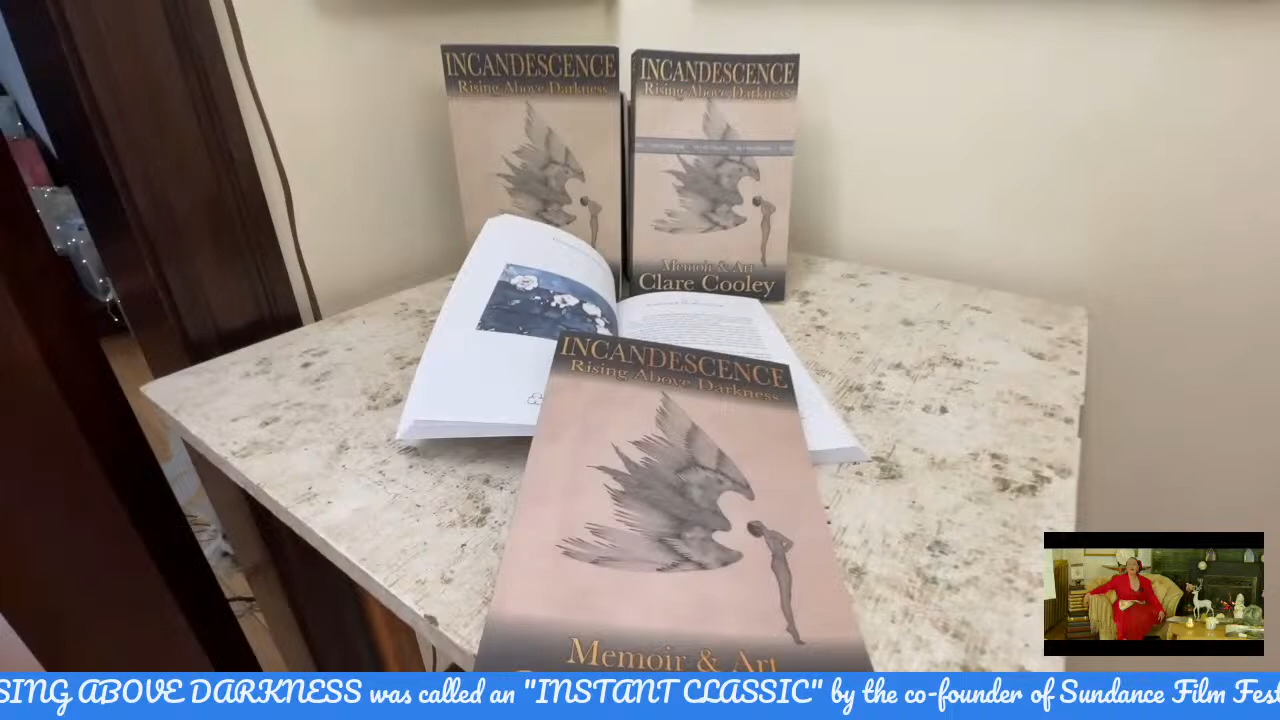 INCANDESCENCE
Rising Above Darkness
INCANDESCENCE
Rising Above Darkness
Memoir & Art
Clare Cooley
INCANDESCENCE
Rising Above Darkness
Memoir & Art
SING ABOVE DARKNESS was called an "INSTANT CLASSIC" by the co-founder of Sundance Film Fest